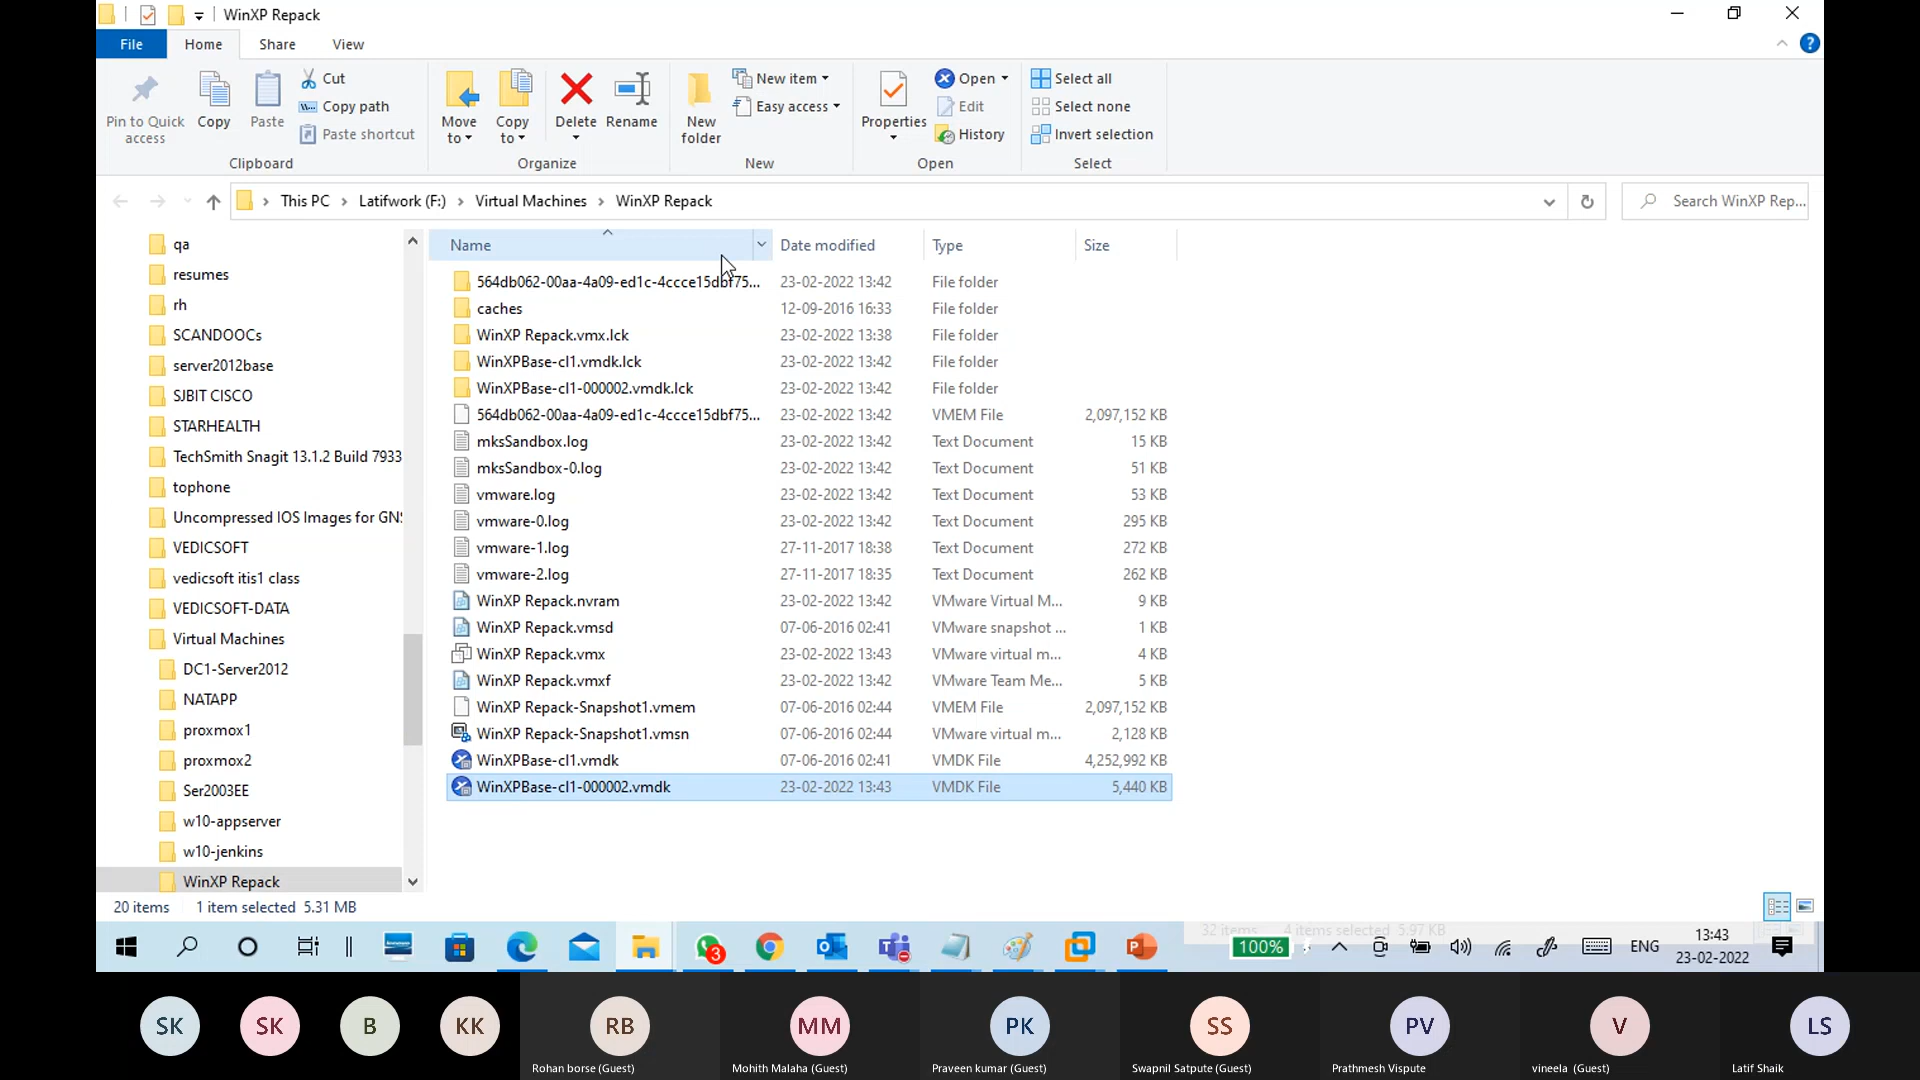 WinXP Repack
File Home Share View
Pin to Quick access
Copy
Paste
Cut
Copy path
Paste shortcut
Clipboard
Move to
Copy to
Delete
Rename
Organize
New folder
New item
Easy access
New
Properties
Open
Edit
History
Open
Select all
Select none
Invert selection
Select
This PC > Latifwork (F:) > Virtual Machines > WinXP Repack
Search WinXP Rep...
qa
resumes
rh
SCANDOOCs
server2012base
SJBIT CISCO
STARHEALTH
TechSmith Snagit 13.1.2 Build 7933
tophone
Uncompressed IOS Images for GNS
VEDICSOFT
vedicsoft itis1 class
VEDICSOFT-DATA
Virtual Machines
DC1-Server2012
NATAPP
proxmox1
proxmox2
Ser2003EE
w10-appserver
w10-jenkins
WinXP Repack
Name Date modified Type Size
564db062-00aa-4a09-ed1c-4ccce15dbf75... 23-02-2022 13:42 File folder
caches 12-09-2016 16:33 File folder
WinXP Repack.vmx.lck 23-02-2022 13:38 File folder
WinXPBase-cl1.vmdk.lck 23-02-2022 13:42 File folder
WinXPBase-cl1-000002.vmdk.lck 23-02-2022 13:42 File folder
564db062-00aa-4a09-ed1c-4ccce15dbf75... 23-02-2022 13:42 VMEM File 2,097,152 KB
mksSandbox.log 23-02-2022 13:42 Text Document 15 KB
mksSandbox-0.log 23-02-2022 13:42 Text Document 51 KB
vmware.log 23-02-2022 13:42 Text Document 53 KB
vmware-0.log 23-02-2022 13:42 Text Document 295 KB
vmware-1.log 27-11-2017 18:38 Text Document 272 KB
vmware-2.log 27-11-2017 18:35 Text Document 262 KB
WinXP Repack.nvram 23-02-2022 13:42 VMware Virtual M... 9 KB
WinXP Repack.vmsd 07-06-2016 02:41 VMware snapshot ... 1 KB
WinXP Repack.vmx 23-02-2022 13:43 VMware virtual m... 4 KB
WinXP Repack.vmxf 23-02-2022 13:42 VMware Team Me... 5 KB
WinXP Repack-Snapshot1.vmem 07-06-2016 02:44 VMEM File 2,097,152 KB
WinXP Repack-Snapshot1.vmsn 07-06-2016 02:44 VMware virtual m... 2,128 KB
WinXPBase-cl1.vmdk 07-06-2016 02:41 VMDK File 4,252,992 KB
WinXPBase-cl1-000002.vmdk 23-02-2022 13:43 VMDK File 5,440 KB
20 items 1 item selected 5.31 MB
32 items 4 items selected 5.97 KB
3
100%
ENG
13:43
23-02-2022
SK SK B KK RB MM PK SS PV V LS
Rohan borse (Guest) Mohith Malaha (Guest) Praveen kumar (Guest) Swapnil Satpute (Guest) Prathmesh Vispute vineela (Guest) Latif Shaik